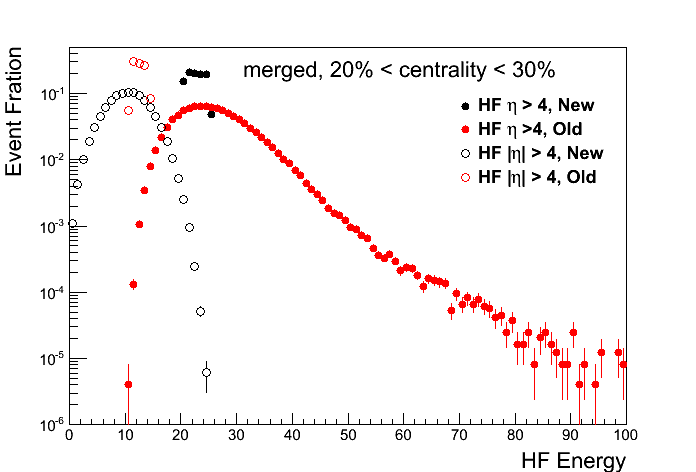 merged, 20% < centrality < 30%
HF η > 4, New
HF η >4, Old
HF |η| > 4, New
HF |η| > 4, Old
Event Fration
10⁻¹
10⁻²
10⁻³
10⁻⁴
10⁻⁵
10⁻⁶
0 10 20 30 40 50 60 70 80 90 100
HF Energy